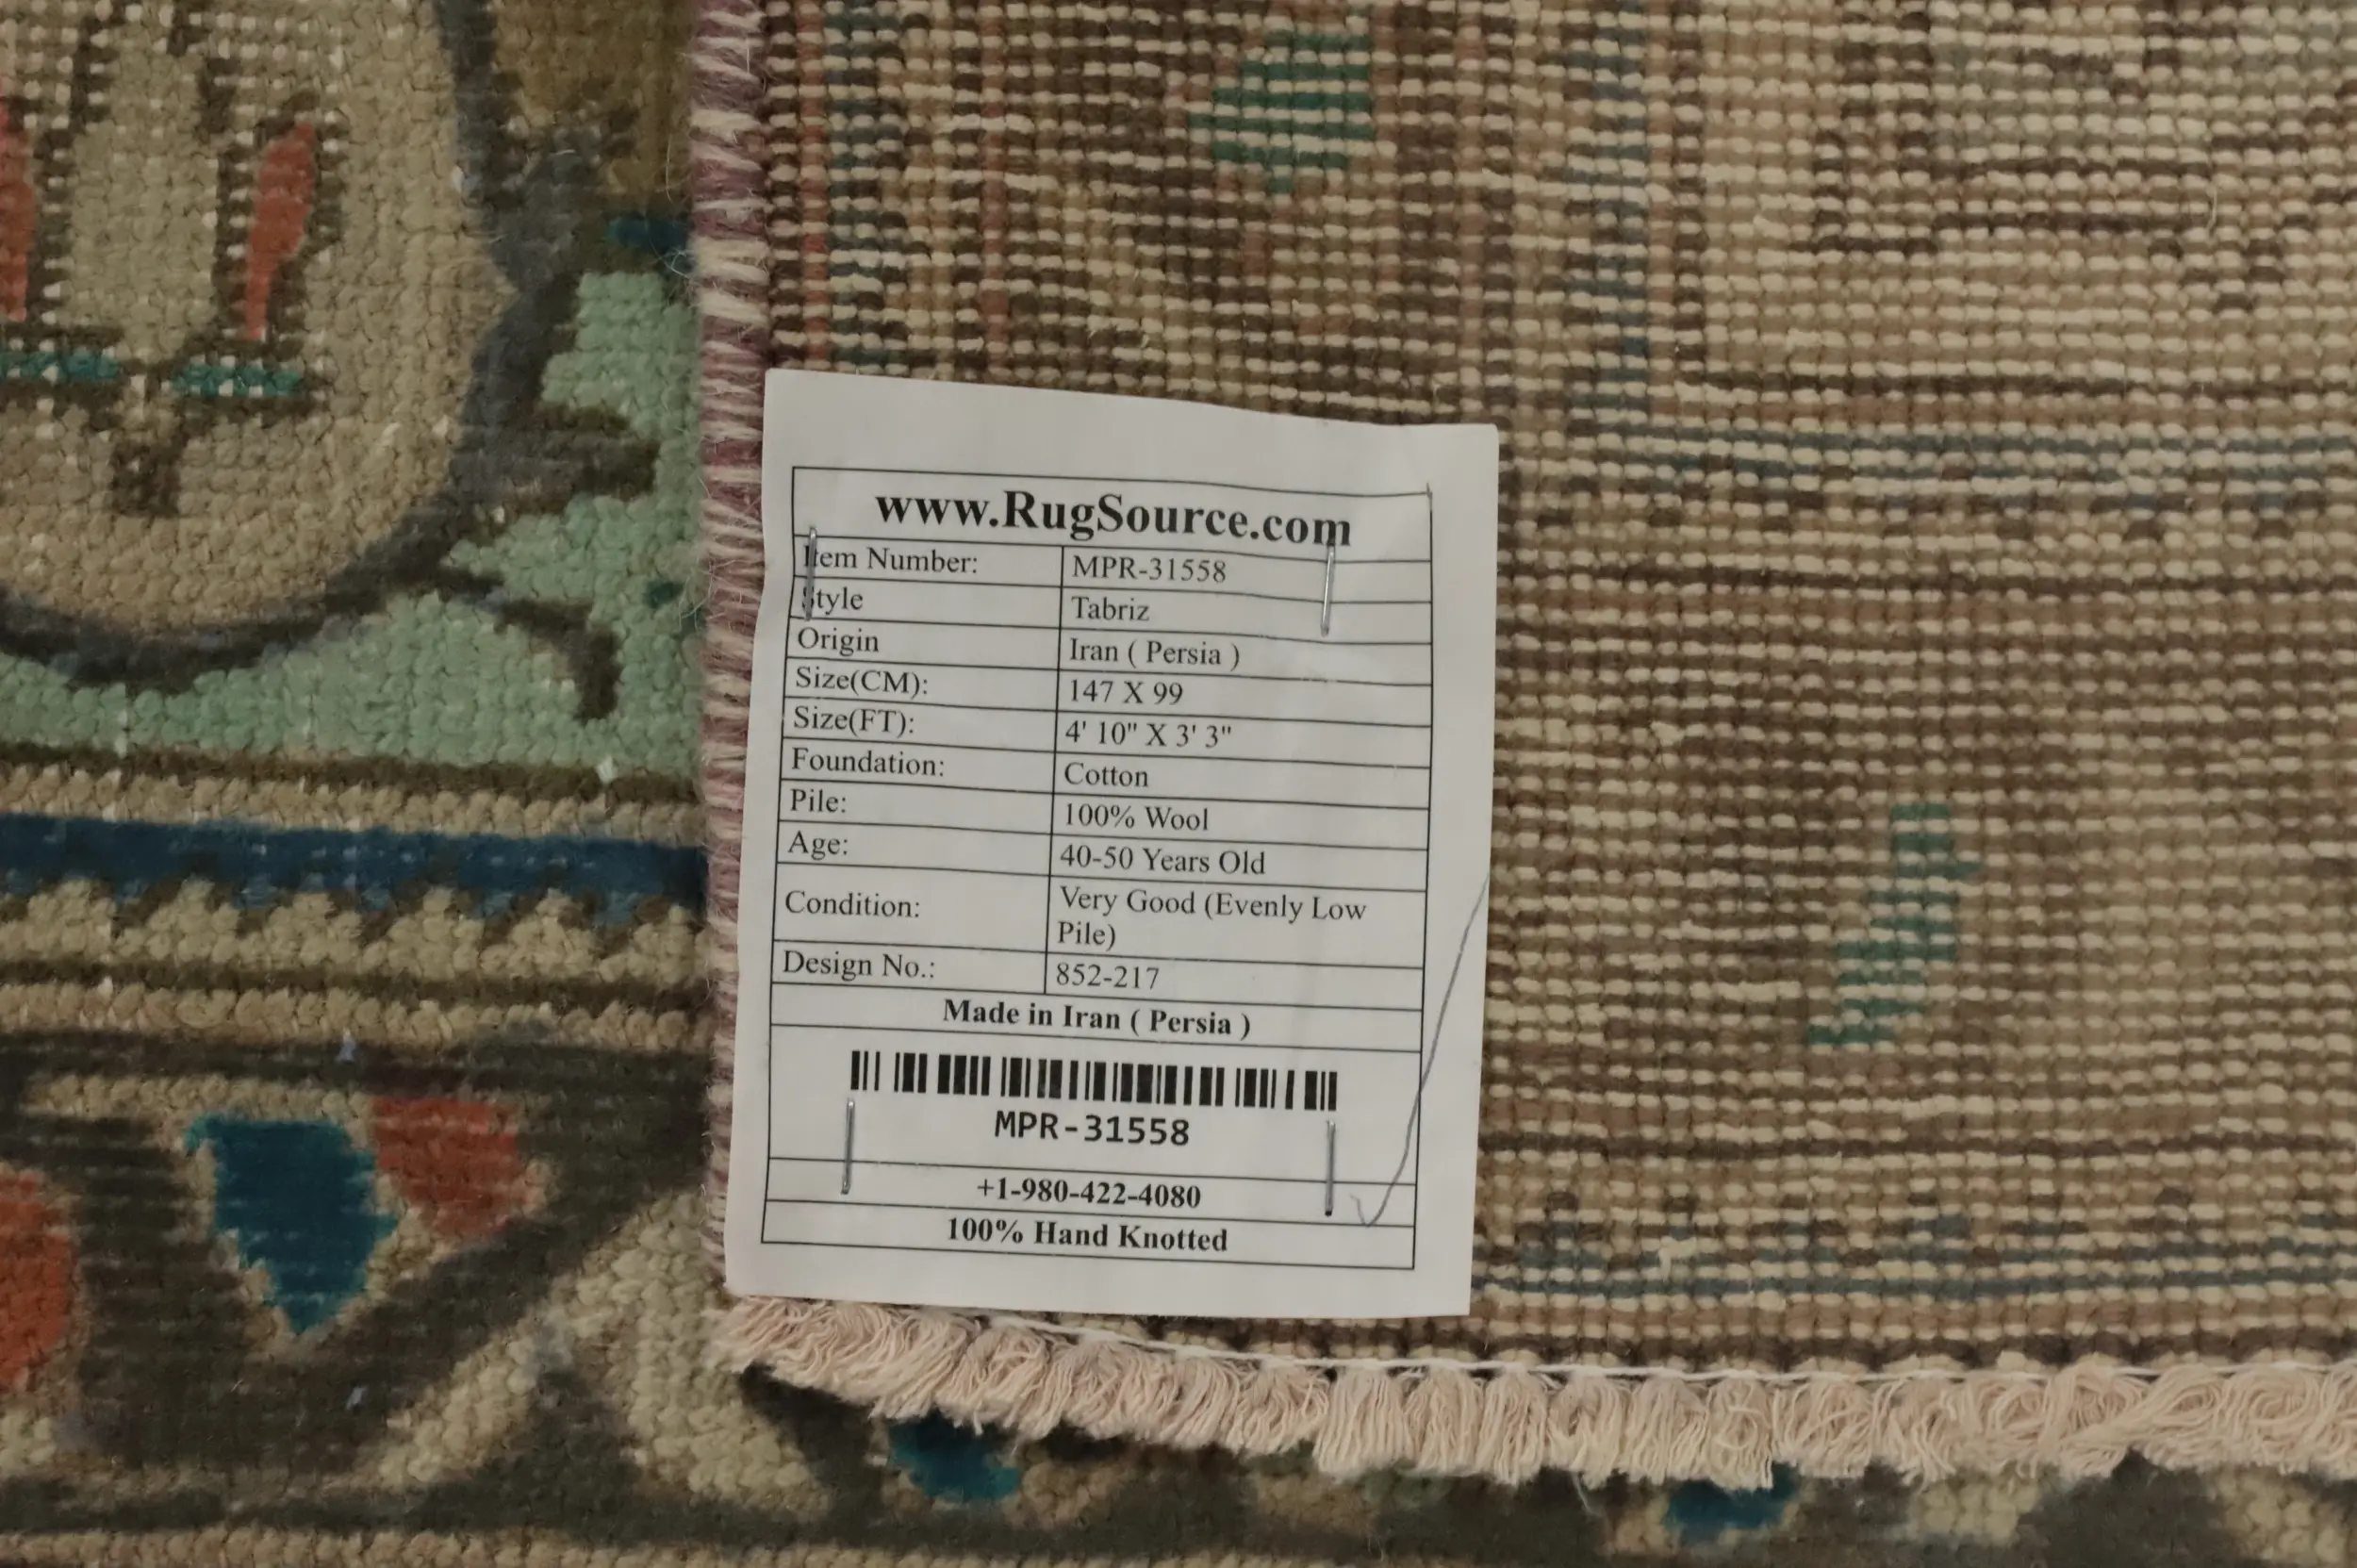 www.RugSource.com
Item Number: MPR-31558
Style Tabriz
Origin Iran ( Persia )
Size(CM): 147 X 99
Size(FT): 4' 10" X 3' 3"
Foundation: Cotton
Pile: 100% Wool
Age: 40-50 Years Old
Condition: Very Good (Evenly Low
Pile)
Design No.: 852-217
Made in Iran ( Persia )
MPR-31558
+1-980-422-4080
100% Hand Knotted